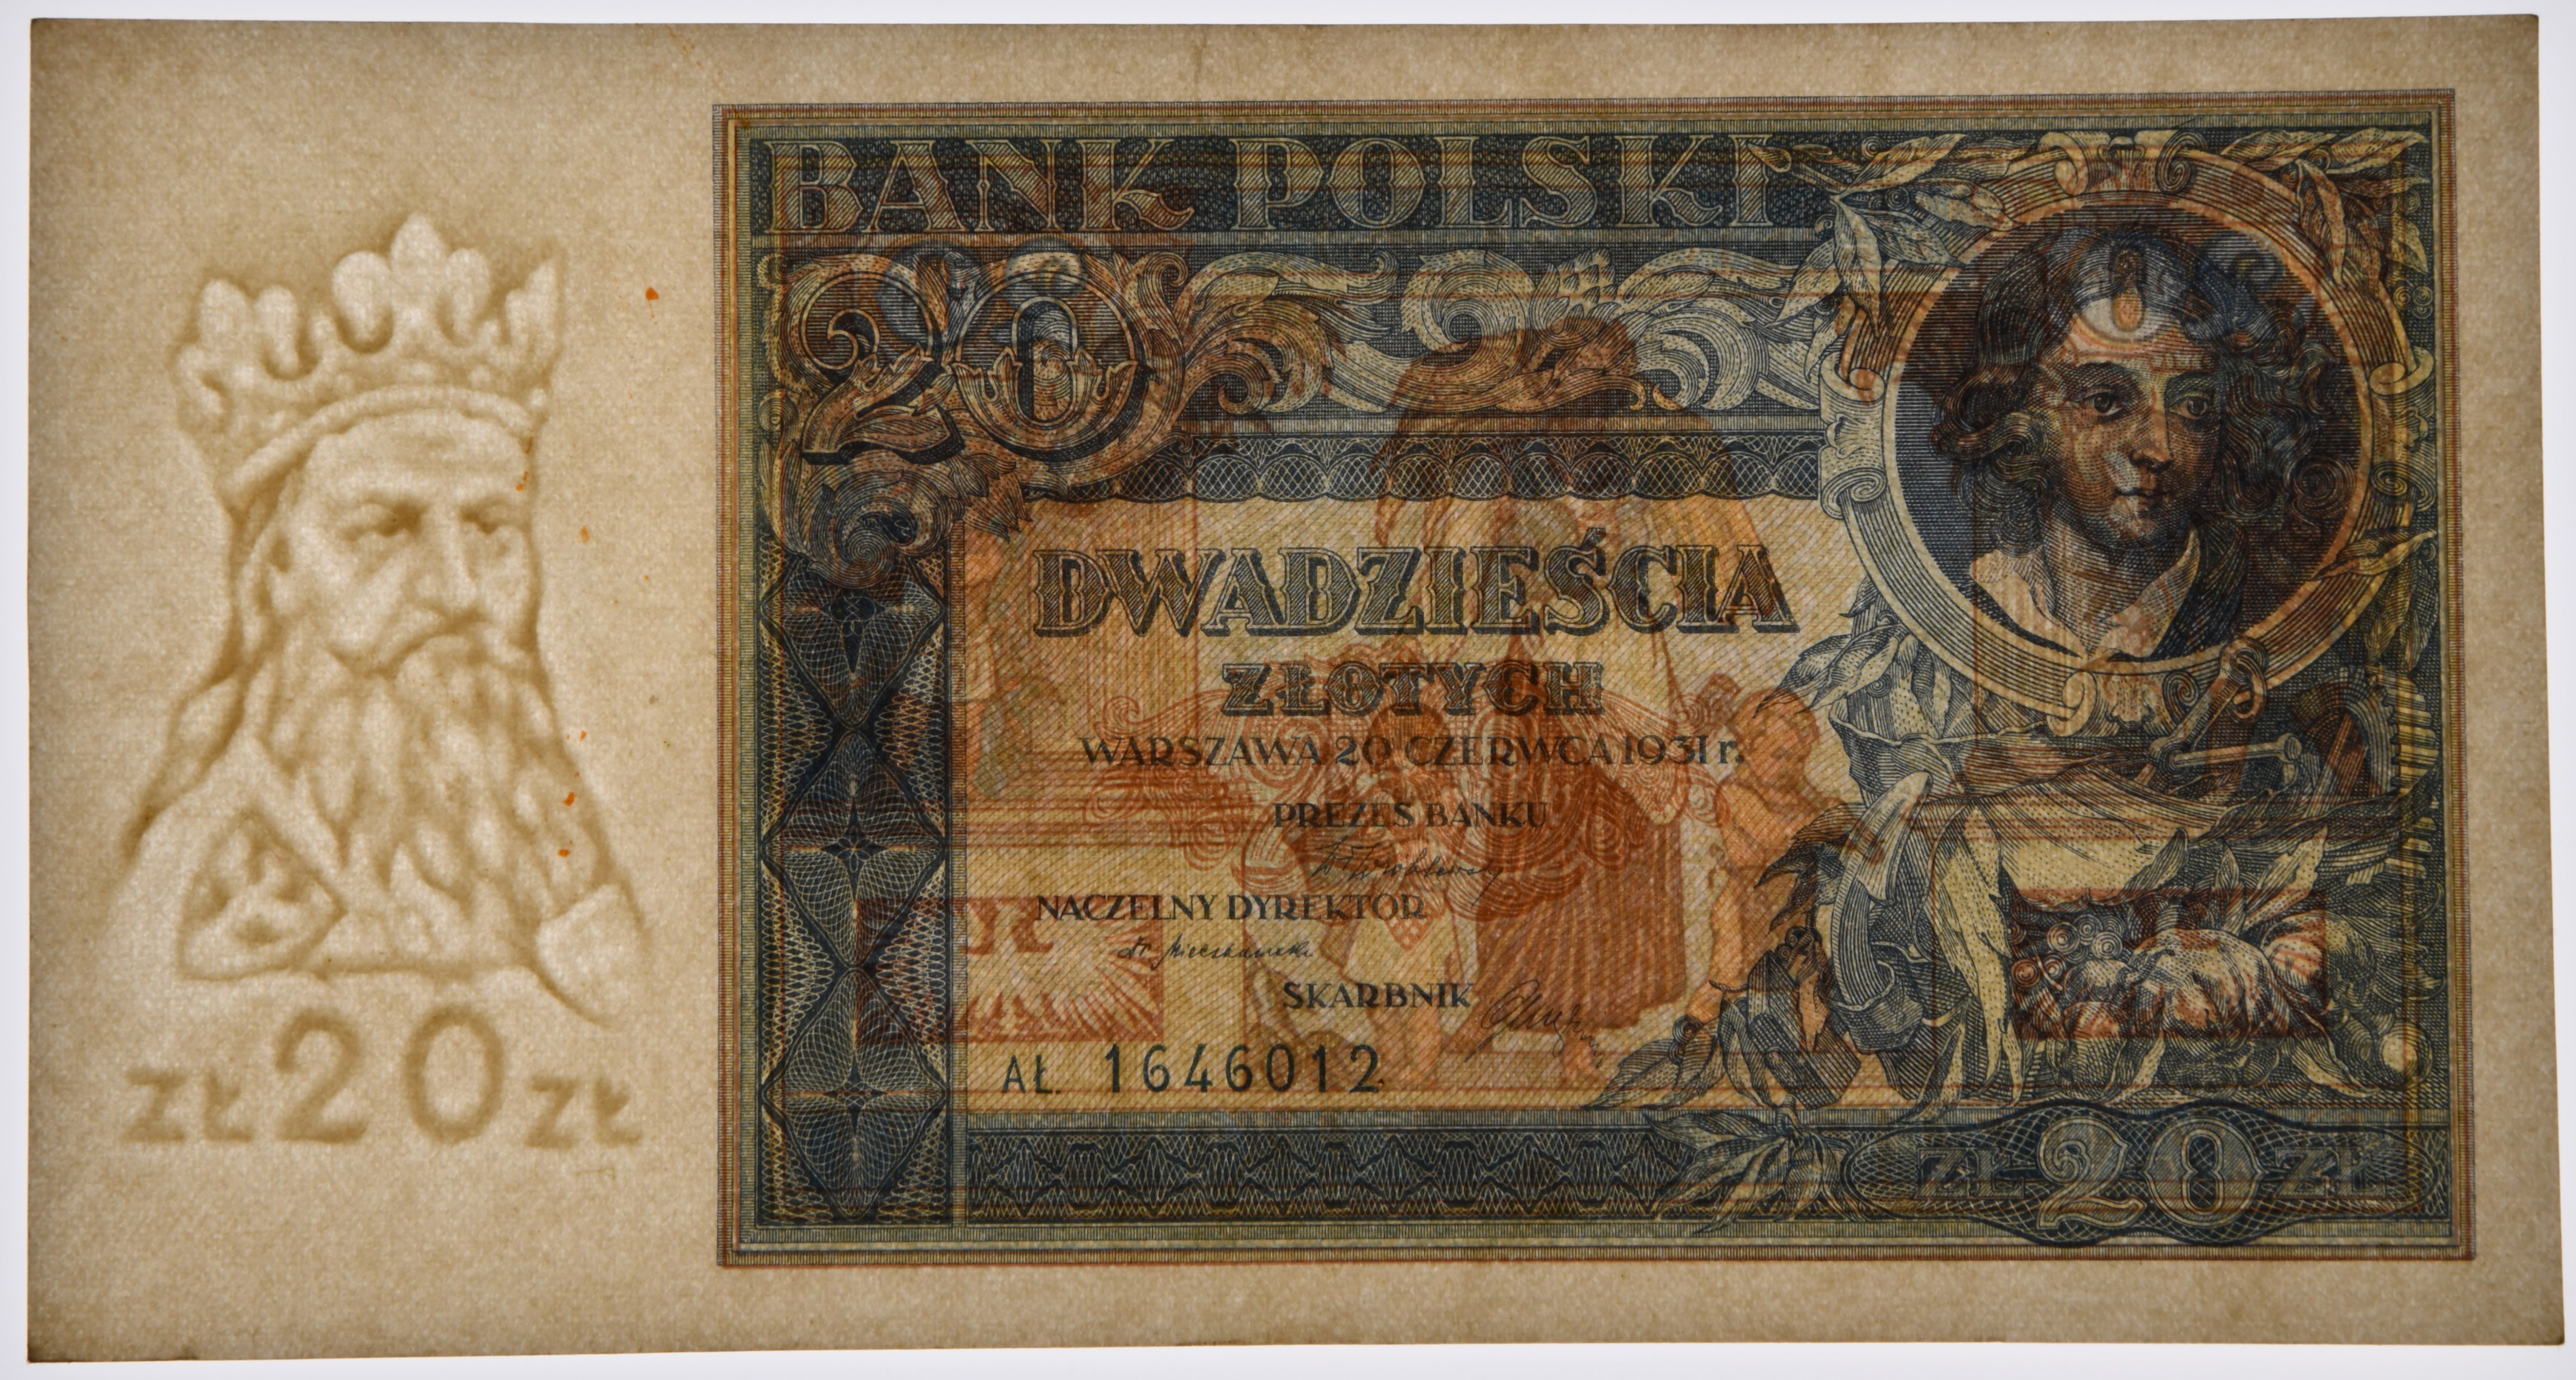 BANK POLSKI
20
DWADZIEŚCIA
ZŁOTYCH
WARSZAWA 20 CZERWCA 1931 r.
PREZES BANKU
NACZELNY DYREKTOR
SKARBNIK
AŁ. 1646012
ZŁ 20 ZŁ
ZŁ 20 ZŁ